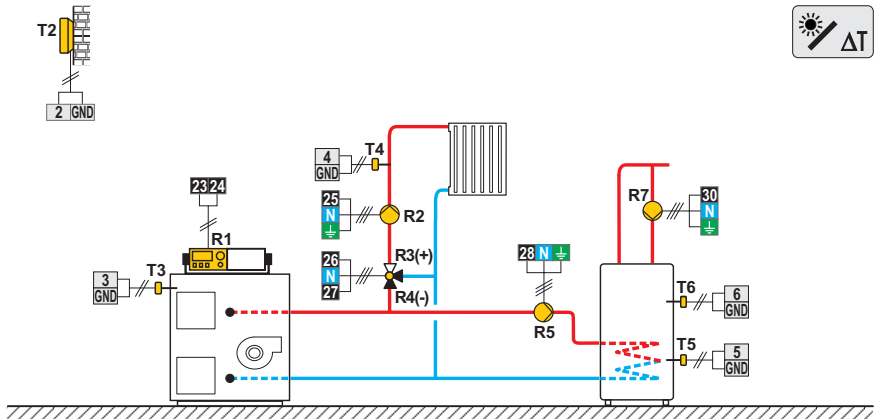 T2
2 GND
ΔT
4
GND
T4
23 24
R1
25
N
R2
R7
30
N
3
GND
T3
26
N
27
R3(+)
R4(-)
28 N
R5
T6
6
GND
T5
5
GND